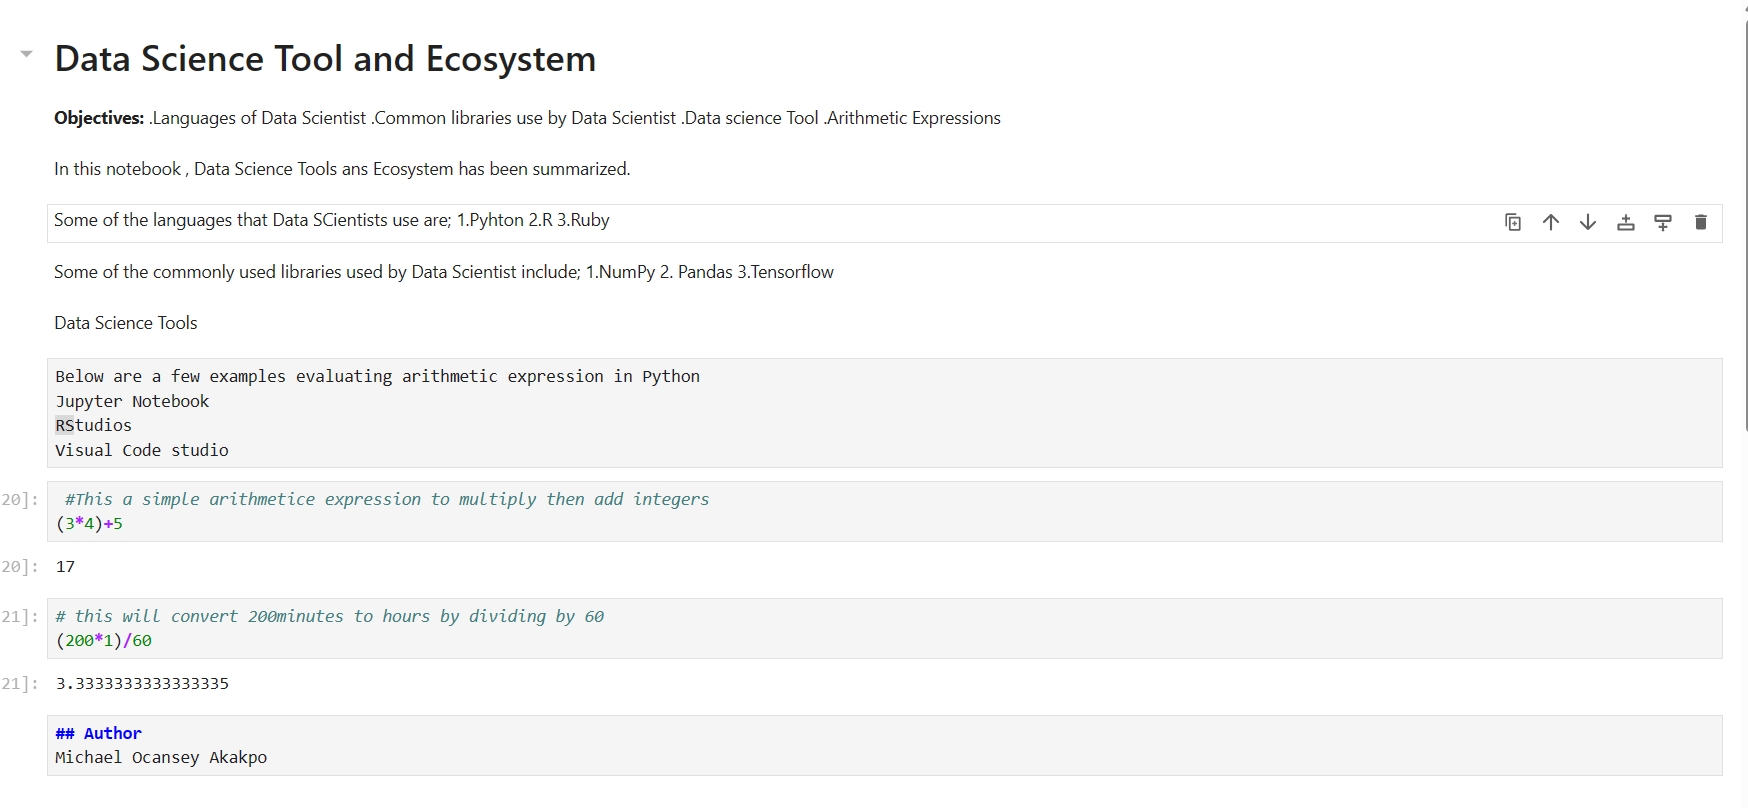 Data Science Tool and Ecosystem
Objectives: .Languages of Data Scientist .Common libraries use by Data Scientist .Data science Tool .Arithmetic Expressions
In this notebook , Data Science Tools ans Ecosystem has been summarized.
Some of the languages that Data SCientists use are; 1.Pyhton 2.R 3.Ruby
Some of the commonly used libraries used by Data Scientist include; 1.NumPy 2. Pandas 3.Tensorflow
Data Science Tools
Below are a few examples evaluating arithmetic expression in Python
Jupyter Notebook
RStudios
Visual Code studio
20]: #This a simple arithmetice expression to multiply then add integers
(3*4)+5
20]: 17
21]: # this will convert 200minutes to hours by dividing by 60
(200*1)/60
21]: 3.3333333333333335
## Author
Michael Ocansey Akakpo